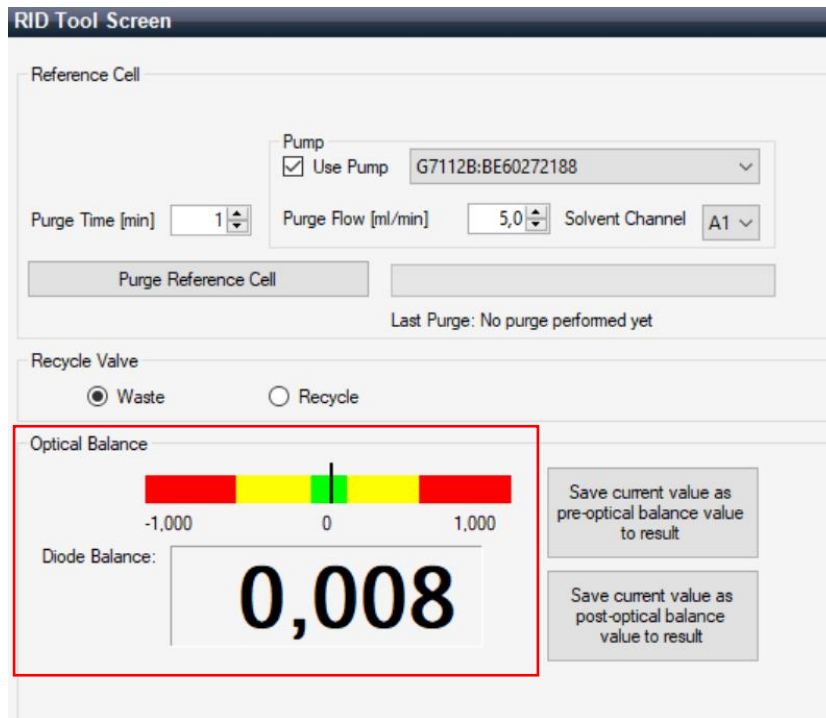 RID Tool Screen
Reference Cell
Pump
Use Pump G7112B:BE60272188
Purge Time [min] 1 Purge Flow [ml/min] 5,0 Solvent Channel A1
Purge Reference Cell
Last Purge: No purge performed yet
Recycle Valve
Waste Recycle
Optical Balance
-1,000 0 1,000
Diode Balance:
0,008
Save current value as
pre-optical balance value
to result
Save current value as
post-optical balance
value to result